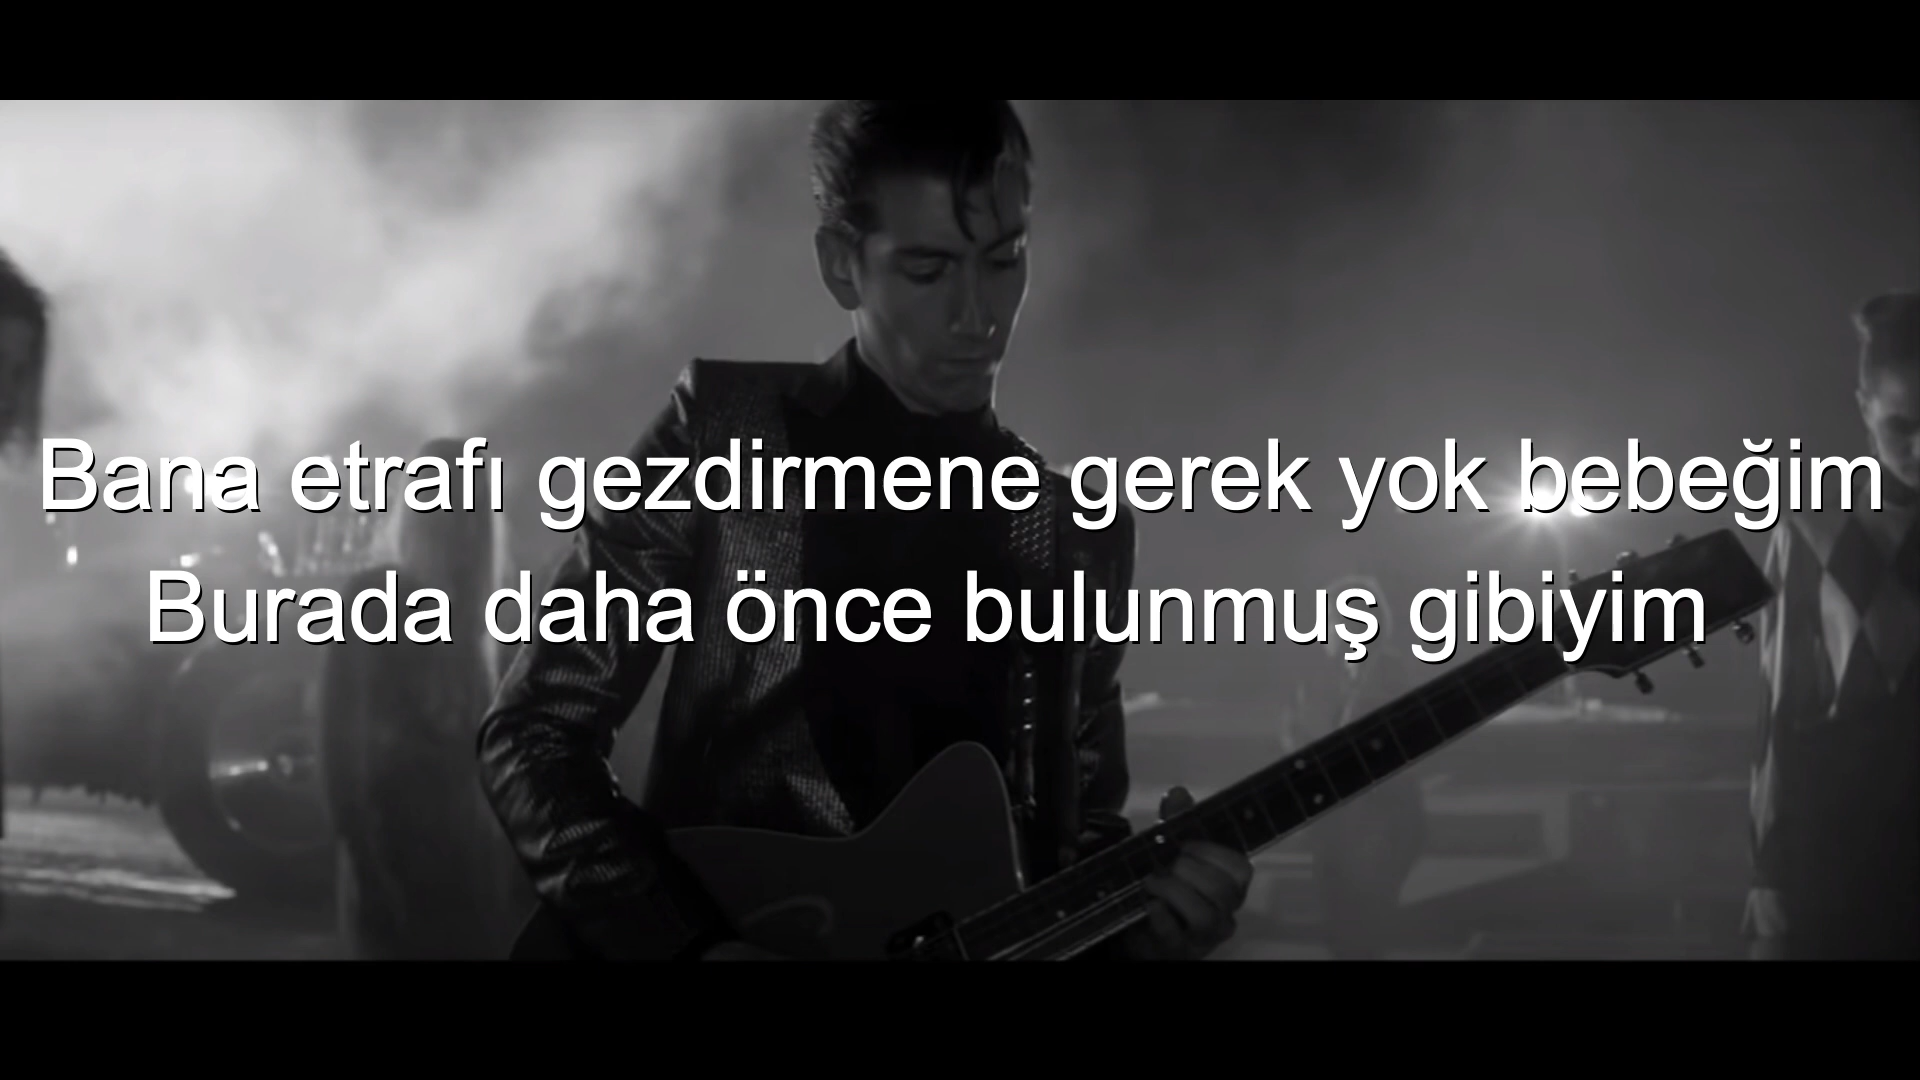 Bana etrafı gezdirmene gerek yok bebeğim
Burada daha önce bulunmuş gibiyim